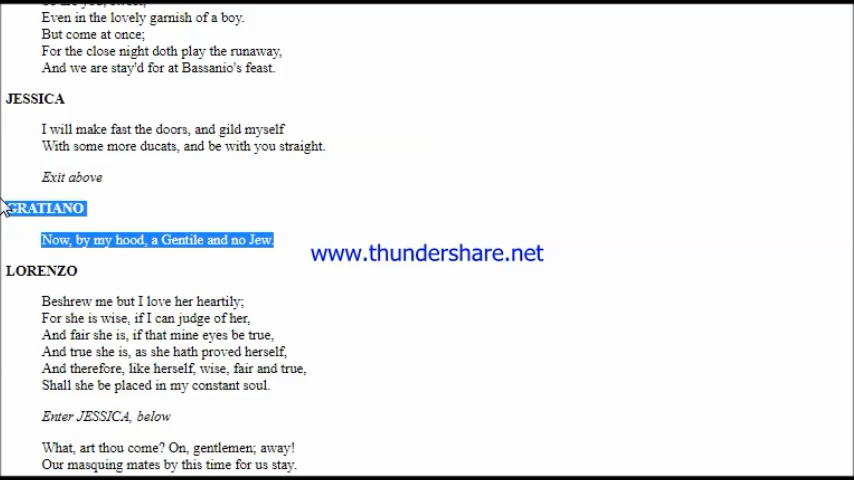 Even in the lovely garnish of a boy.
But come at once;
For the close night doth play the runaway,
And we are stay'd for at Bassanio's feast.
JESSICA
I will make fast the doors, and gild myself
With some more ducats, and be with you straight.
Exit above
GRATIANO
Now, by my hood, a Gentile and no Jew.
www.thundershare.net
LORENZO
Beshrew me but I love her heartily;
For she is wise, if I can judge of her,
And fair she is, if that mine eyes be true,
And true she is, as she hath proved herself,
And therefore, like herself, wise, fair and true,
Shall she be placed in my constant soul.
Enter JESSICA, below
What, art thou come? On, gentlemen; away!
Our masquing mates by this time for us stay.